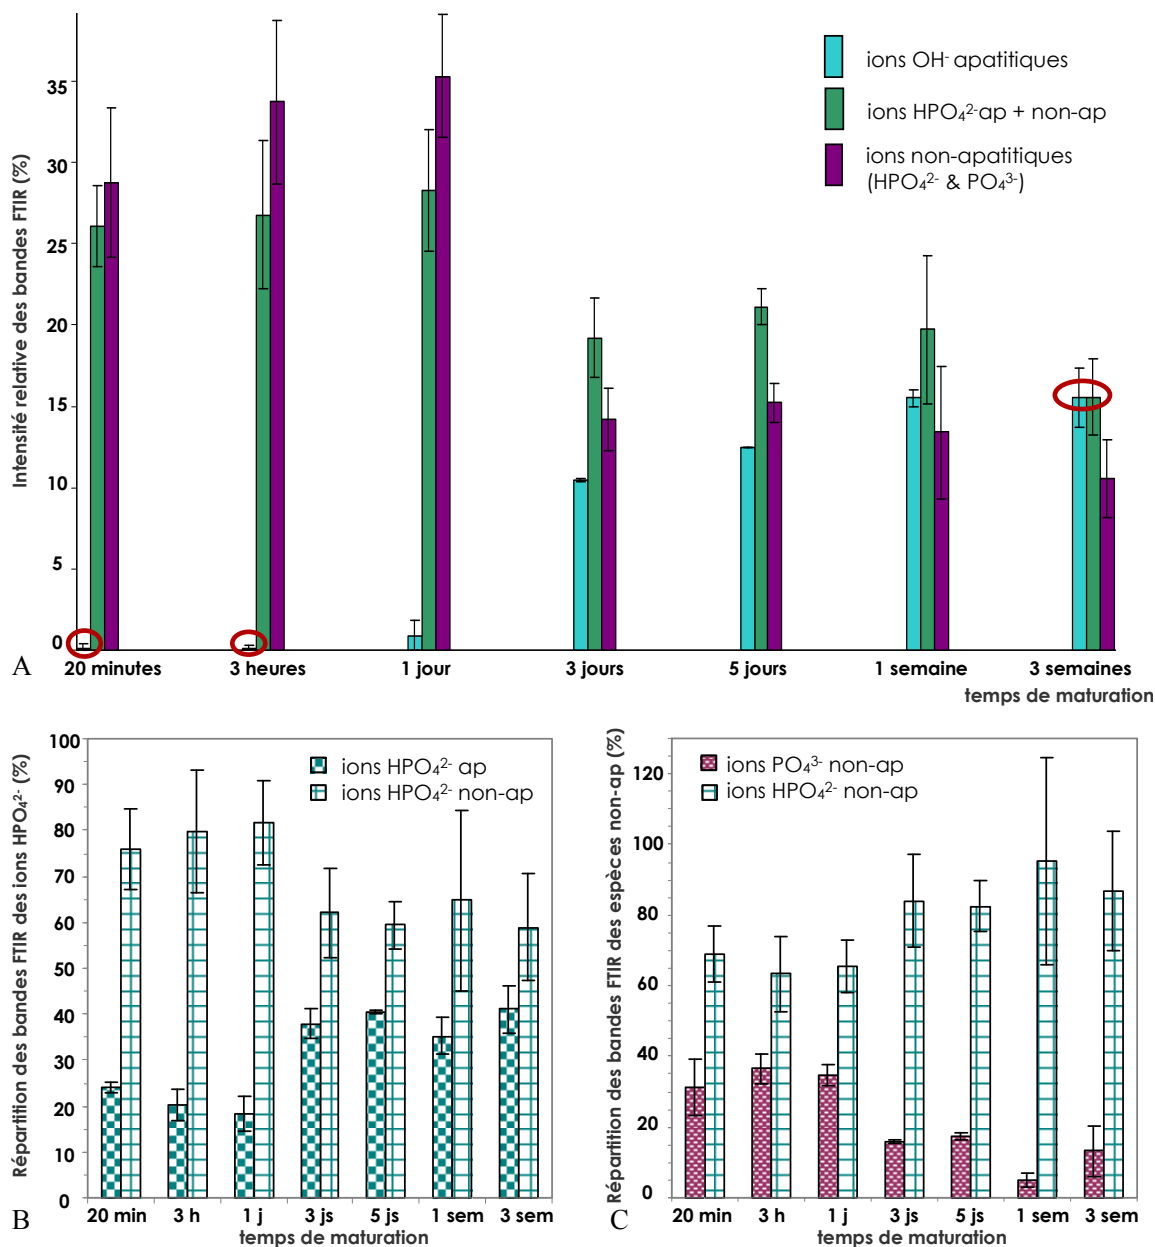 ions OH- apatitiques
ions HPO₄²⁻ap + non-ap
ions non-apatitiques
(HPO₄²⁻ & PO₄³⁻)
Intensité relative des bandes FTIR (%)
35
30
25
20
15
10
5
0
20 minutes 3 heures 1 jour 3 jours 5 jours 1 semaine 3 semaines
temps de maturation
A
Répartition des bandes FTIR des ions HPO₄²⁻ (%)
100
90
80
70
60
50
40
30
20
10
0
ions HPO₄²⁻ ap
ions HPO₄²⁻ non-ap
20 min 3 h 1 j 3 js 5 js 1 sem 3 sem
temps de maturation
B
Répartition des bandes FTIR des espèces non-ap (%)
120
100
80
60
40
20
0
ions PO₄³⁻ non-ap
ions HPO₄²⁻ non-ap
20 min 3 h 1 j 3 js 5 js 1 sem 3 sem
temps de maturation
C